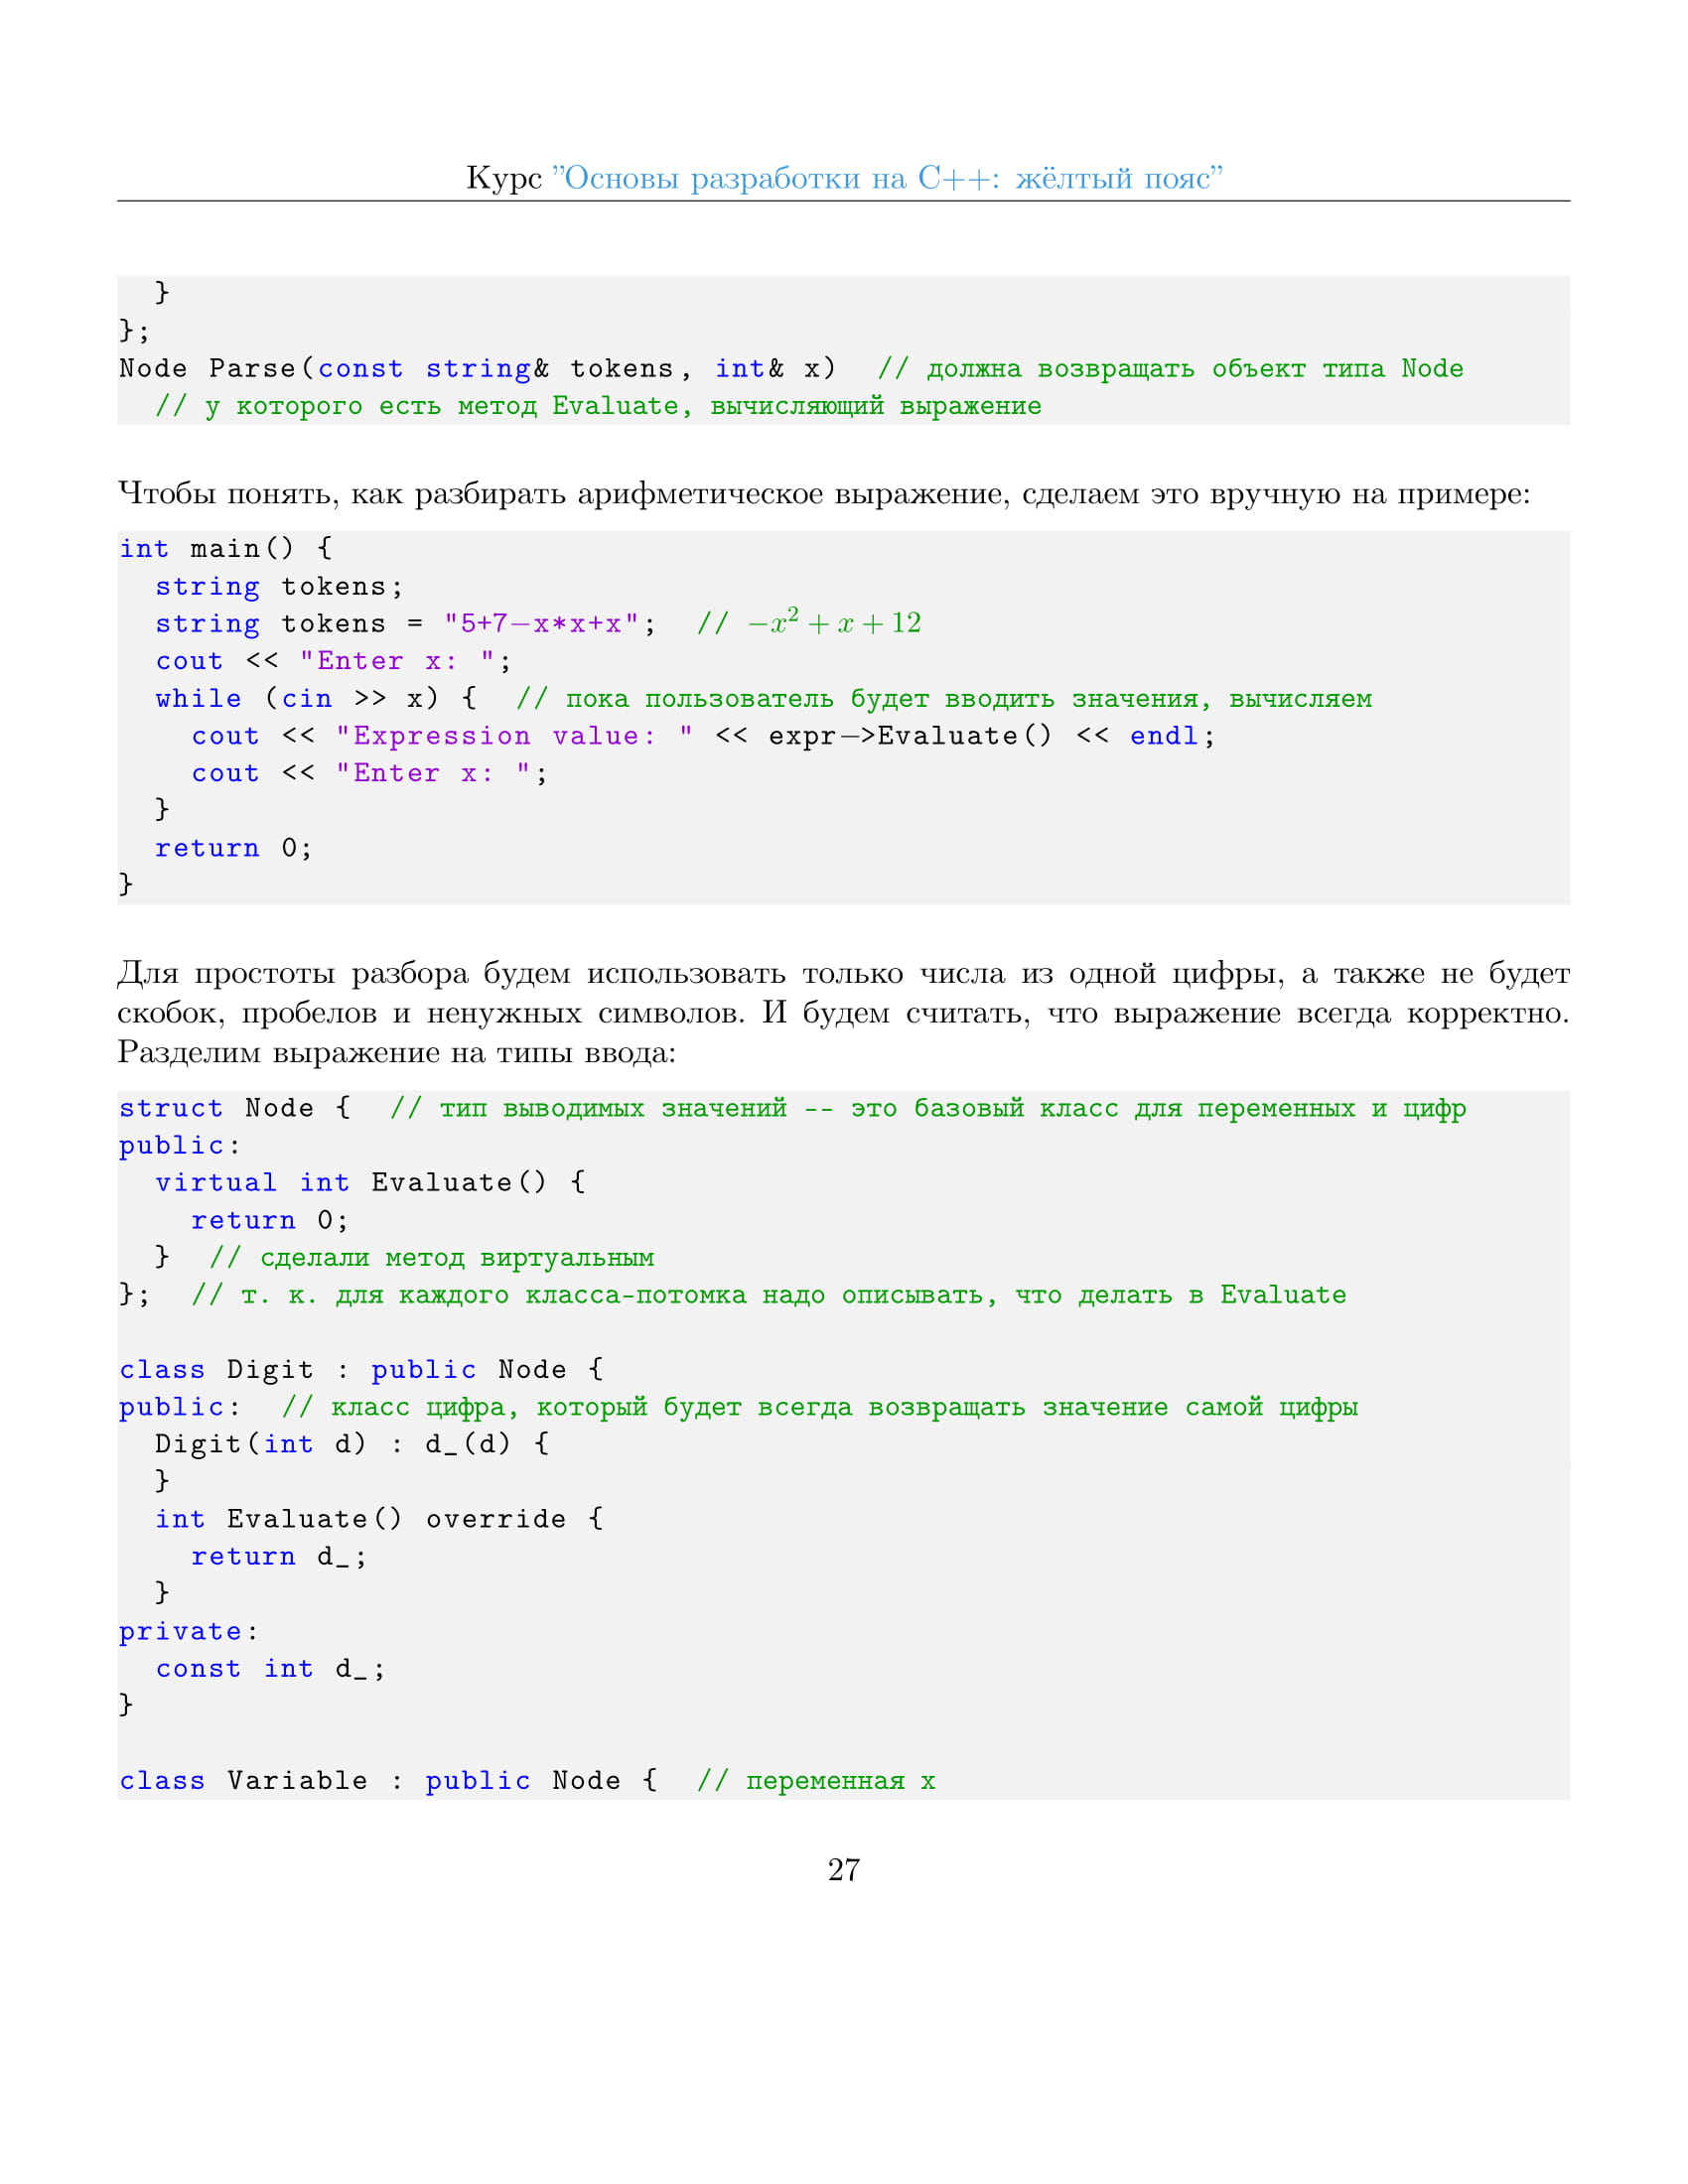 Курс ”Основы разработки на C++: жёлтый пояс”
  }
};
Node Parse(const string& tokens, int& x)  // должна возвращать объект типа Node
  // у которого есть метод Evaluate, вычисляющий выражение
Чтобы понять, как разбирать арифметическое выражение, сделаем это вручную на примере:
int main() {
  string tokens;
  string tokens = "5+7−x*x+x";  // −x² + x + 12
  cout << "Enter x: ";
  while (cin >> x) {  // пока пользователь будет вводить значения, вычисляем
    cout << "Expression value: " << expr−>Evaluate() << endl;
    cout << "Enter x: ";
  }
  return 0;
}
Для простоты разбора будем использовать только числа из одной цифры, а также не будет
скобок, пробелов и ненужных символов. И будем считать, что выражение всегда корректно.
Разделим выражение на типы ввода:
struct Node {  // тип выводимых значений -- это базовый класс для переменных и цифр
public:
  virtual int Evaluate() {
    return 0;
  }  // сделали метод виртуальным
};  // т. к. для каждого класса-потомка надо описывать, что делать в Evaluate
class Digit : public Node {
public:  // класс цифра, который будет всегда возвращать значение самой цифры
  Digit(int d) : d_(d) {
  }
  int Evaluate() override {
    return d_;
  }
private:
  const int d_;
}
class Variable : public Node {  // переменная x
27